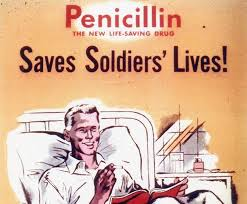 Penicillin
THE NEW LIFE-SAVING DRUG
Saves Soldiers' Lives!